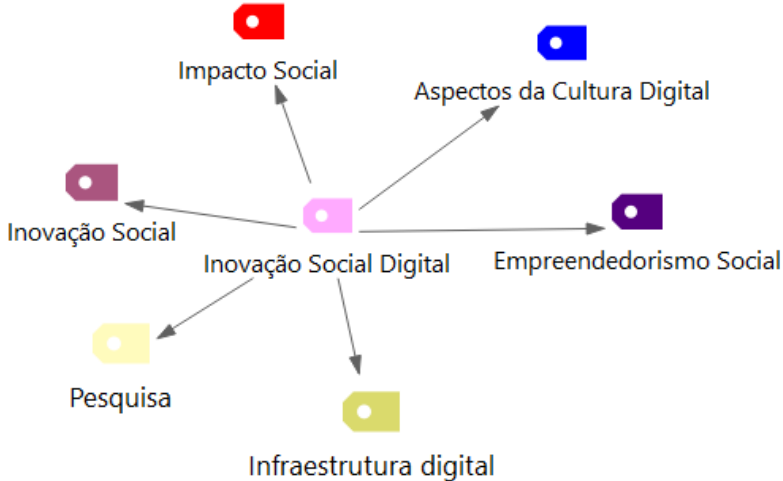 Impacto Social
Aspectos da Cultura Digital
Inovação Social
Inovação Social Digital
Empreendedorismo Social
Pesquisa
Infraestrutura digital